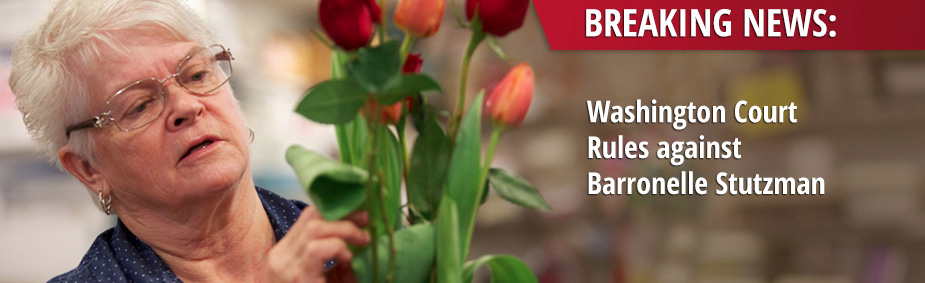 BREAKING NEWS:
Washington Court
Rules against
Barronelle Stutzman